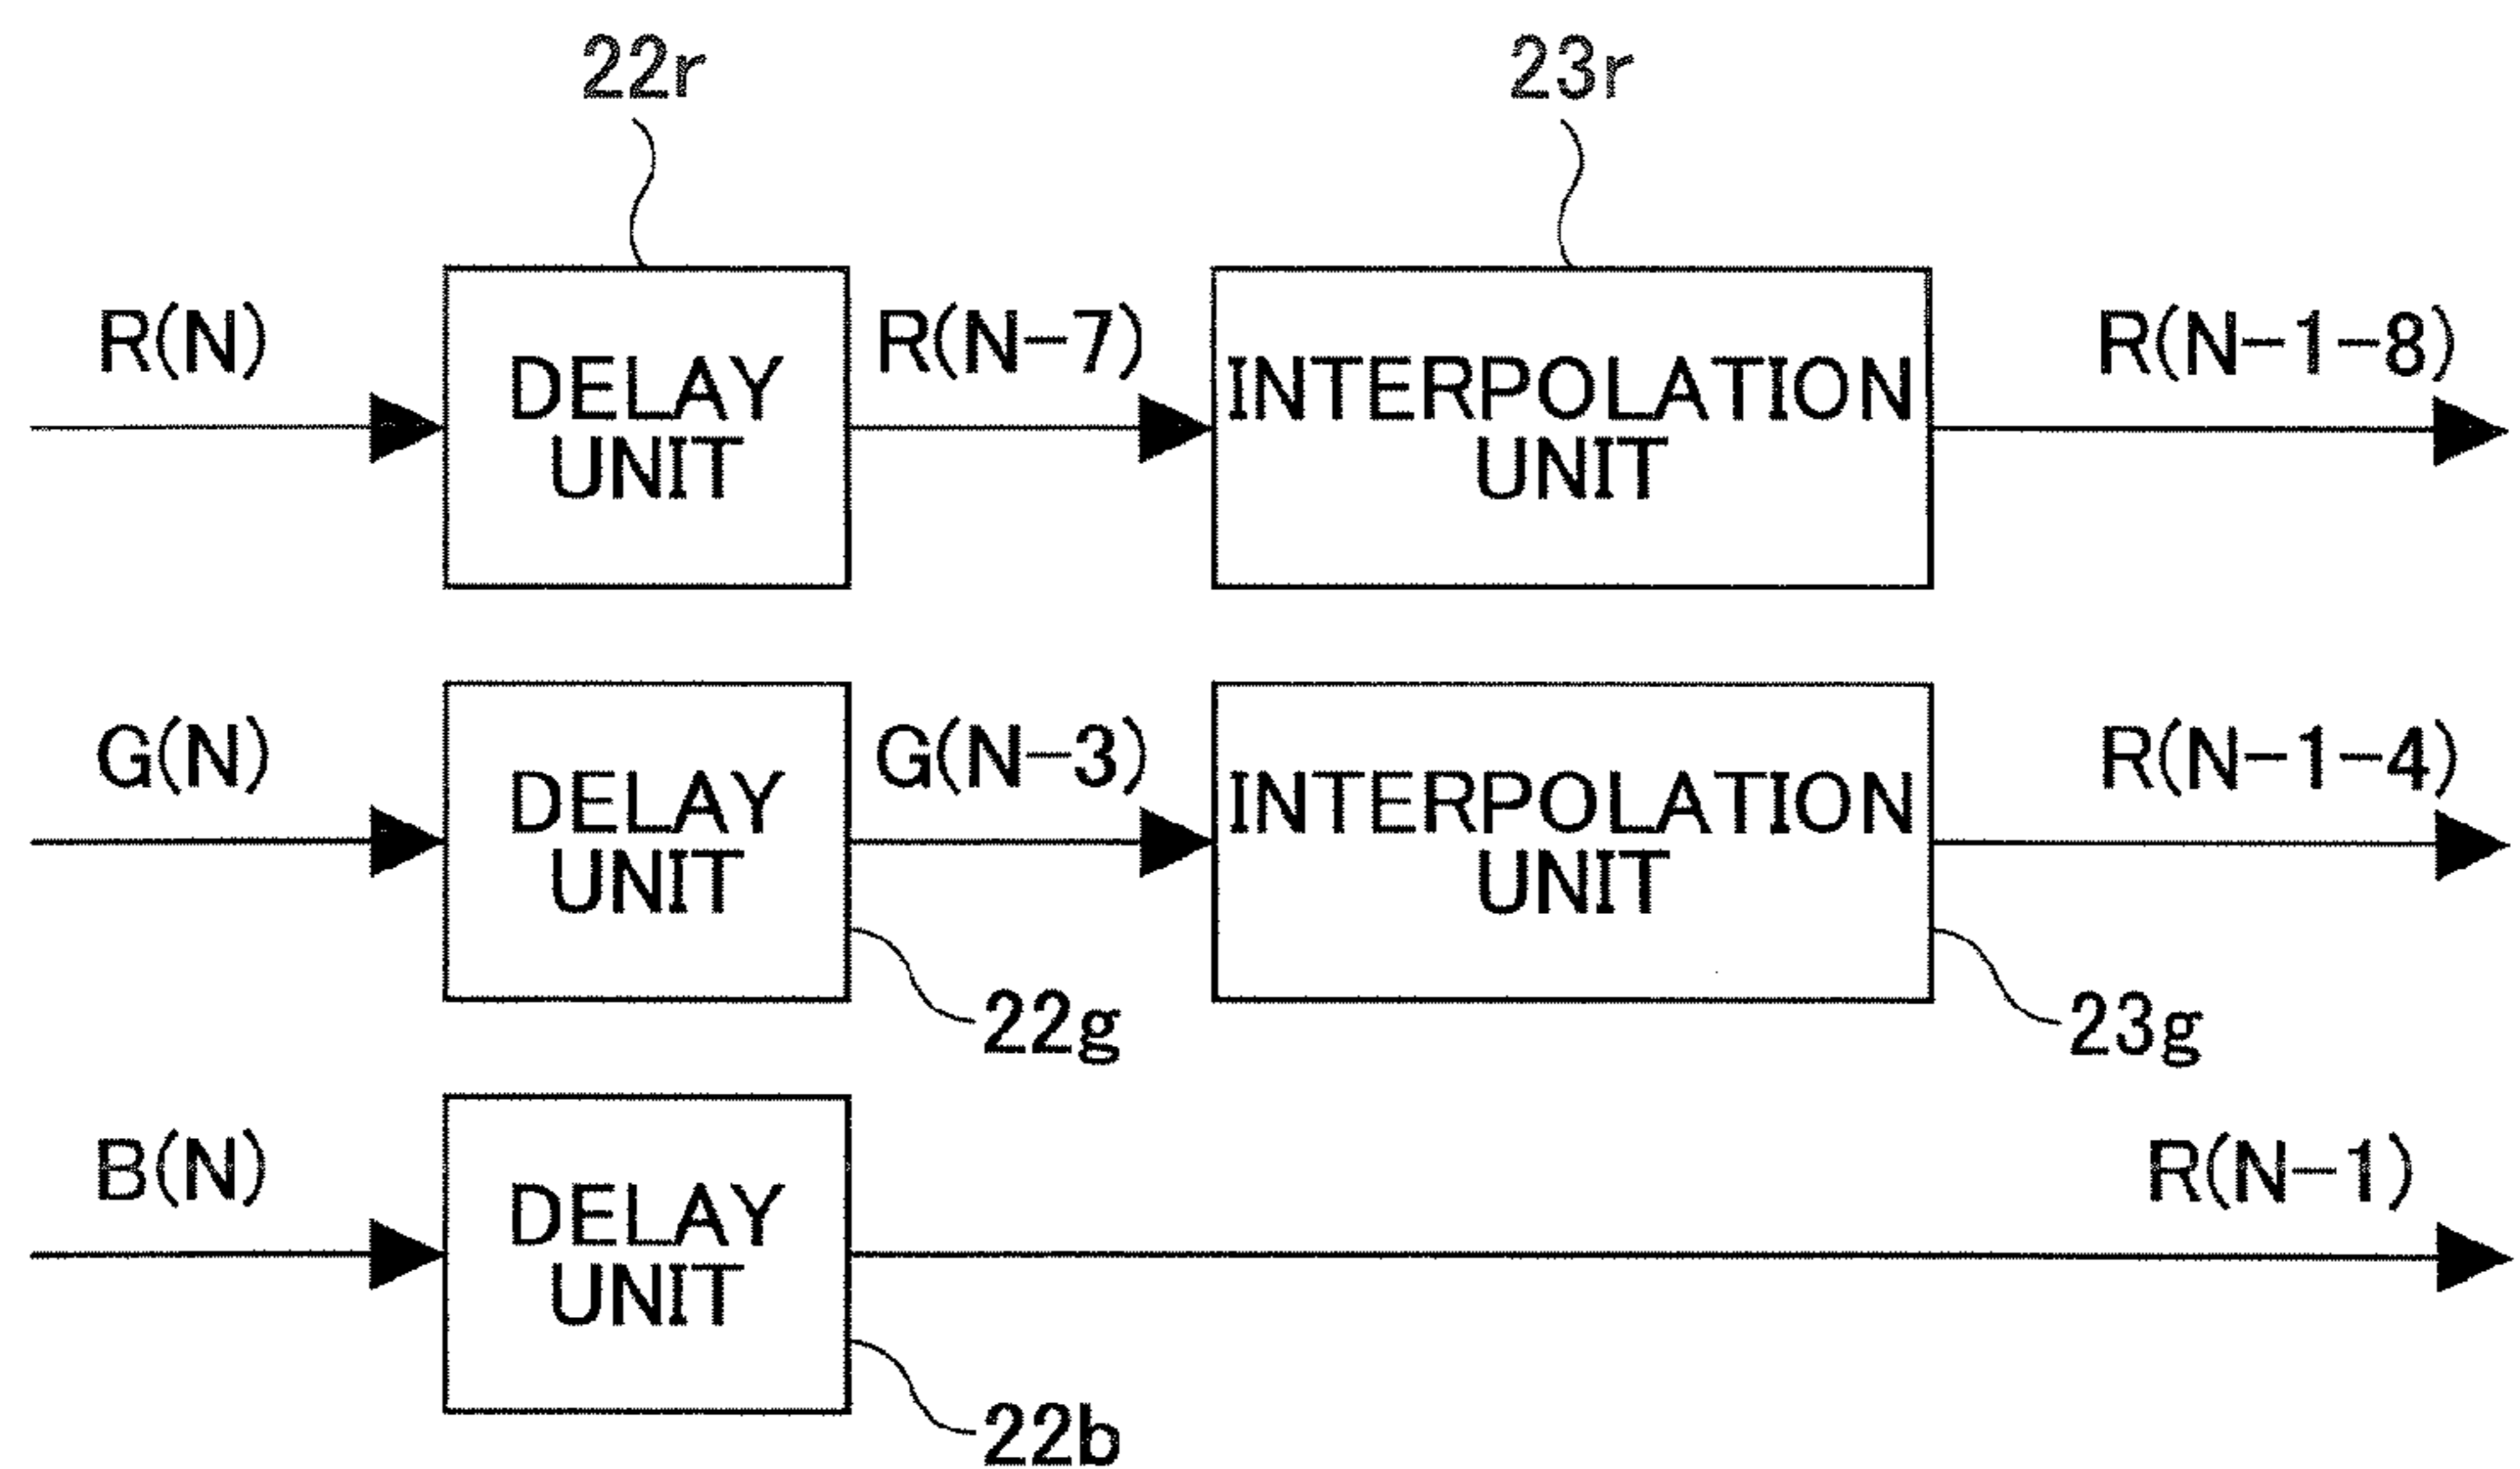 22r
23r
R(N)
DELAY
UNIT
R(N-7)
INTERPOLATION
UNIT
R(N-1-8)
G(N)
DELAY
UNIT
G(N-3)
INTERPOLATION
UNIT
R(N-1-4)
22g
23g
B(N)
DELAY
UNIT
R(N-1)
22b